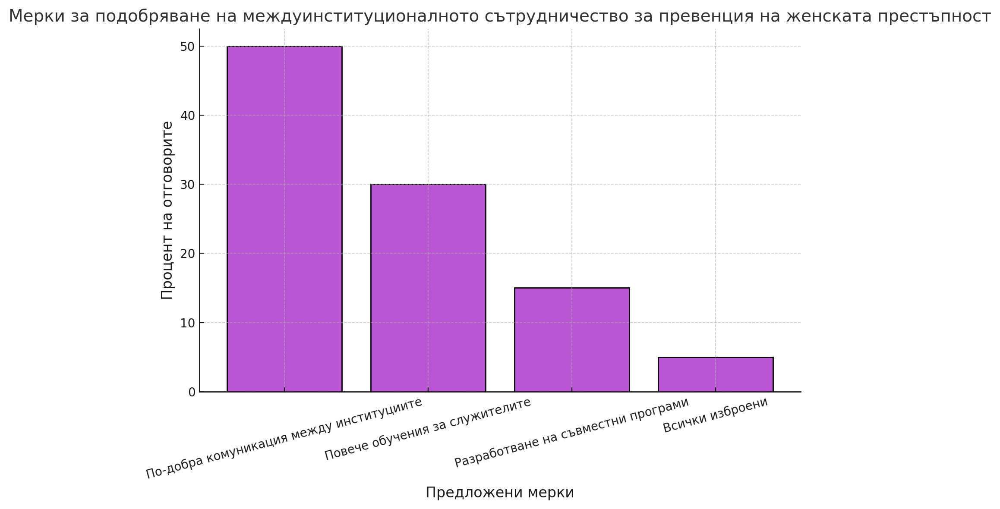 Мерки за подобряване на междуинституционалното сътрудничество за превенция на женската престъпност
Процент на отговорите
50
40
30
20
10
0
По-добра комуникация между институциите
Повече обучения за служителите
Разработване на съвместни програми
Всички изброени
Предложени мерки